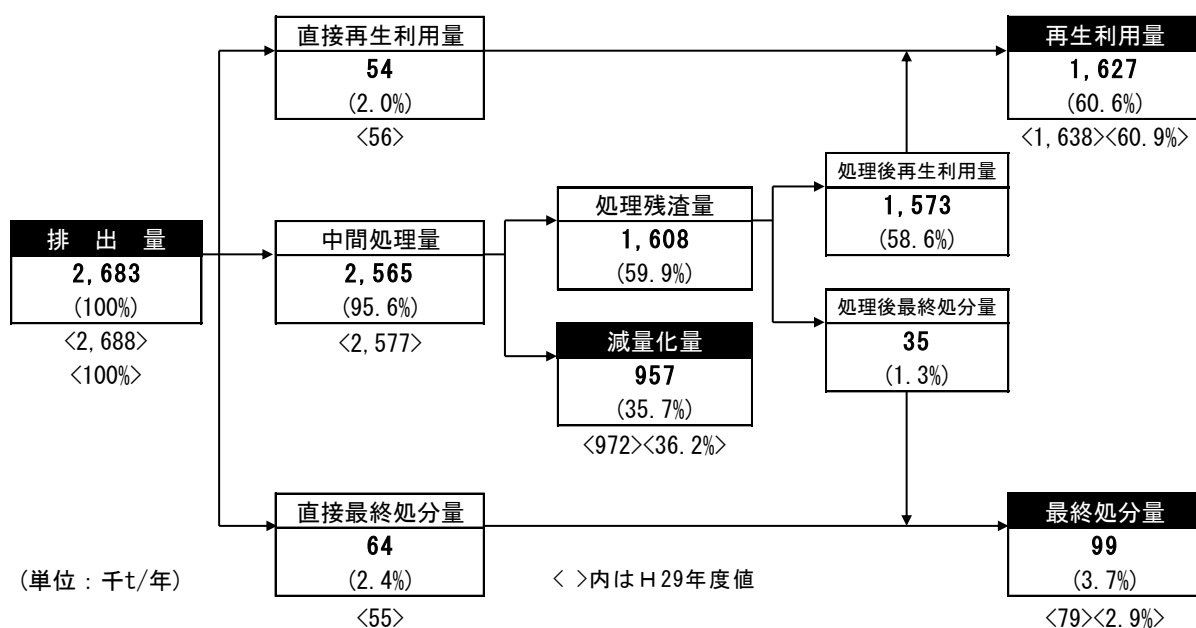 直接再生利用量
54
(2.0%)
<56>
再生利用量
1,627
(60.6%)
<1,638><60.9%>
処理後再生利用量
1,573
(58.6%)
処理残渣量
1,608
(59.9%)
排出量
2,683
(100%)
<2,688>
<100%>
中間処理量
2,565
(95.6%)
<2,577>
処理後最終処分量
35
(1.3%)
減量化量
957
(35.7%)
<972><36.2%>
直接最終処分量
64
(2.4%)
<55>
最終処分量
99
(3.7%)
<79><2.9%>
(単位:千t/年)
< >内はH29年度値